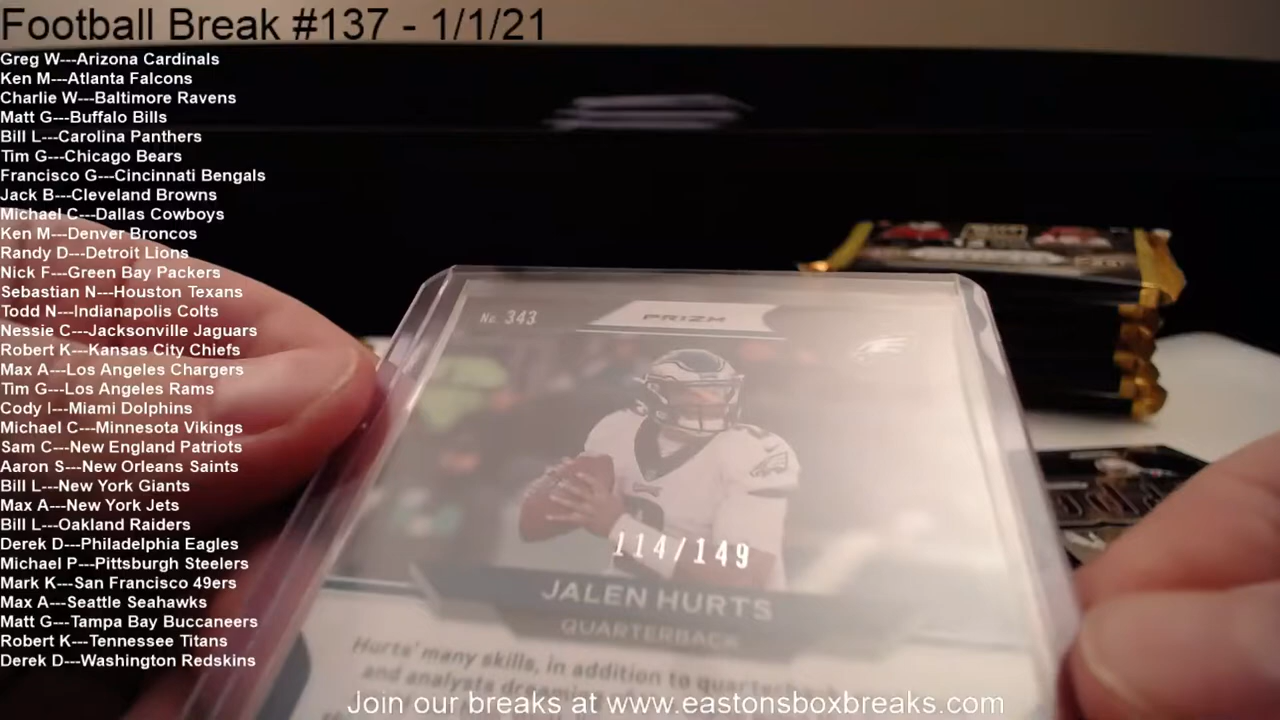 Football Break #137 - 1/1/21
Greg W---Arizona Cardinals
Ken M---Atlanta Falcons
Charlie W---Baltimore Ravens
Matt G---Buffalo Bills
Bill L---Carolina Panthers
Tim G---Chicago Bears
Francisco G---Cincinnati Bengals
Jack B---Cleveland Browns
Michael C---Dallas Cowboys
Ken M---Denver Broncos
Randy D---Detroit Lions
Nick F---Green Bay Packers
Sebastian N---Houston Texans
Todd N---Indianapolis Colts
Nessie C---Jacksonville Jaguars
Robert K---Kansas City Chiefs
Max A---Los Angeles Chargers
Tim G---Los Angeles Rams
Cody I---Miami Dolphins
Michael C---Minnesota Vikings
Sam C---New England Patriots
Aaron S---New Orleans Saints
Bill L---New York Giants
Max A---New York Jets
Bill L---Oakland Raiders
Derek D---Philadelphia Eagles
Michael P---Pittsburgh Steelers
Mark K---San Francisco 49ers
Max A---Seattle Seahawks
Matt G---Tampa Bay Buccaneers
Robert K---Tennessee Titans
Derek D---Washington Redskins
No. 343
PRIZM
114/149
JALEN HURTS
QUARTERBACK
Hurts' many skills, in addition to
and analysts
Join our breaks at www.eastonsboxbreaks.com